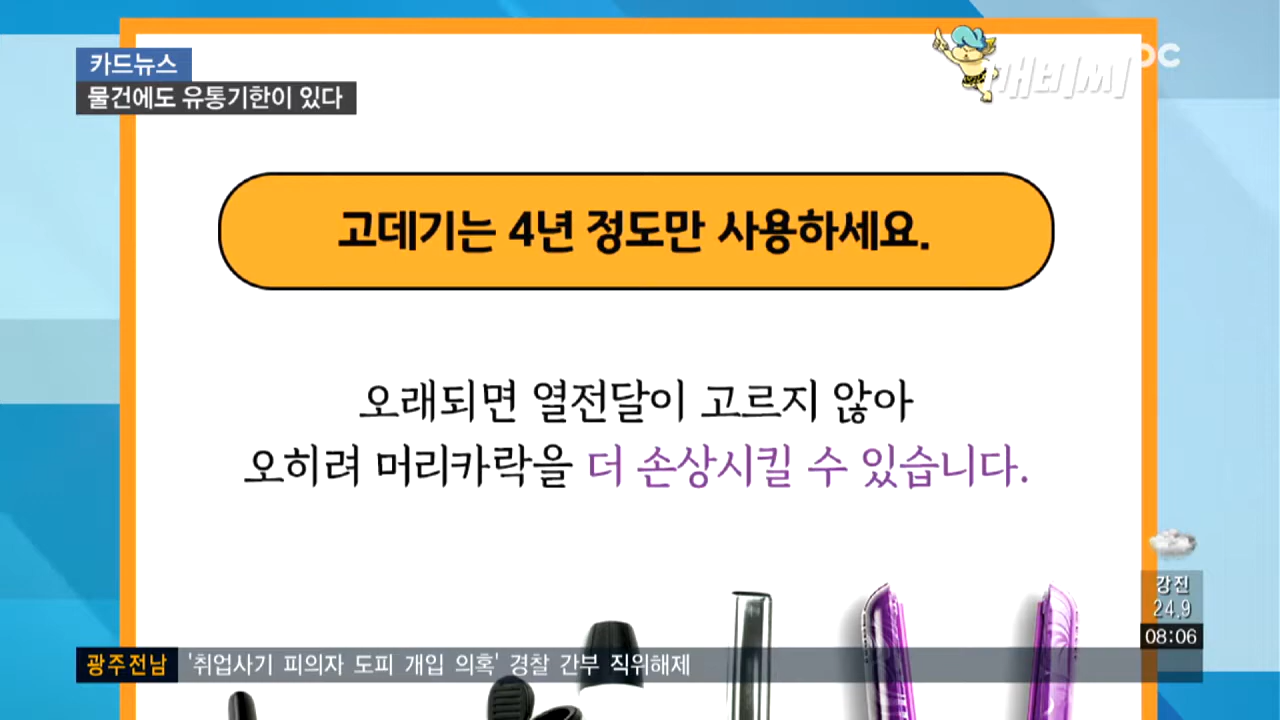 카드뉴스
물건에도 유통기한이 있다
깨비씨
고데기는 4년 정도만 사용하세요.
오래되면 열전달이 고르지 않아
오히려 머리카락을 더 손상시킬 수 있습니다.
강진
24.9
08:06
광주전남 '취업사기 피의자 도피 개입 의혹' 경찰 간부 직위해제